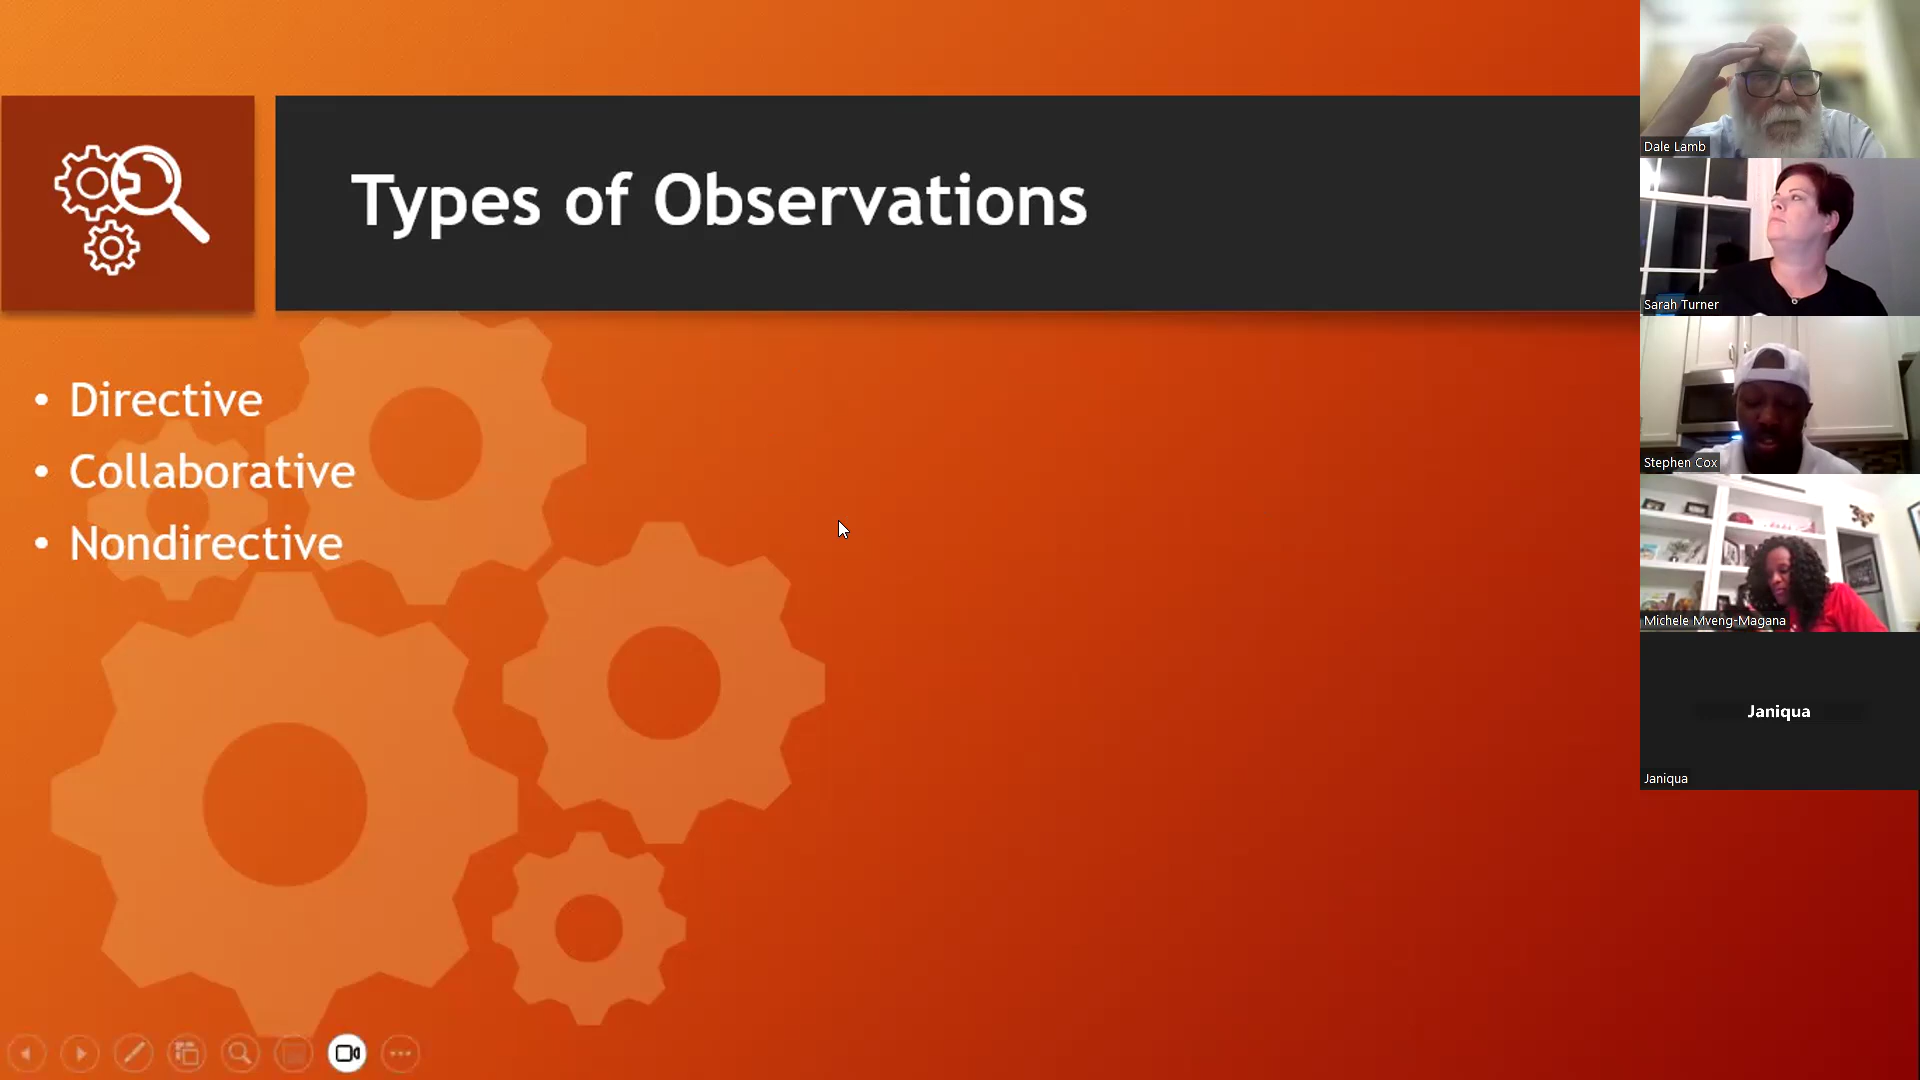 Types of Observations
• Directive
• Collaborative
• Nondirective
Dale Lamb
Sarah Turner
Stephen Cox
Michele Mveng-Magana
Janiqua
Janiqua